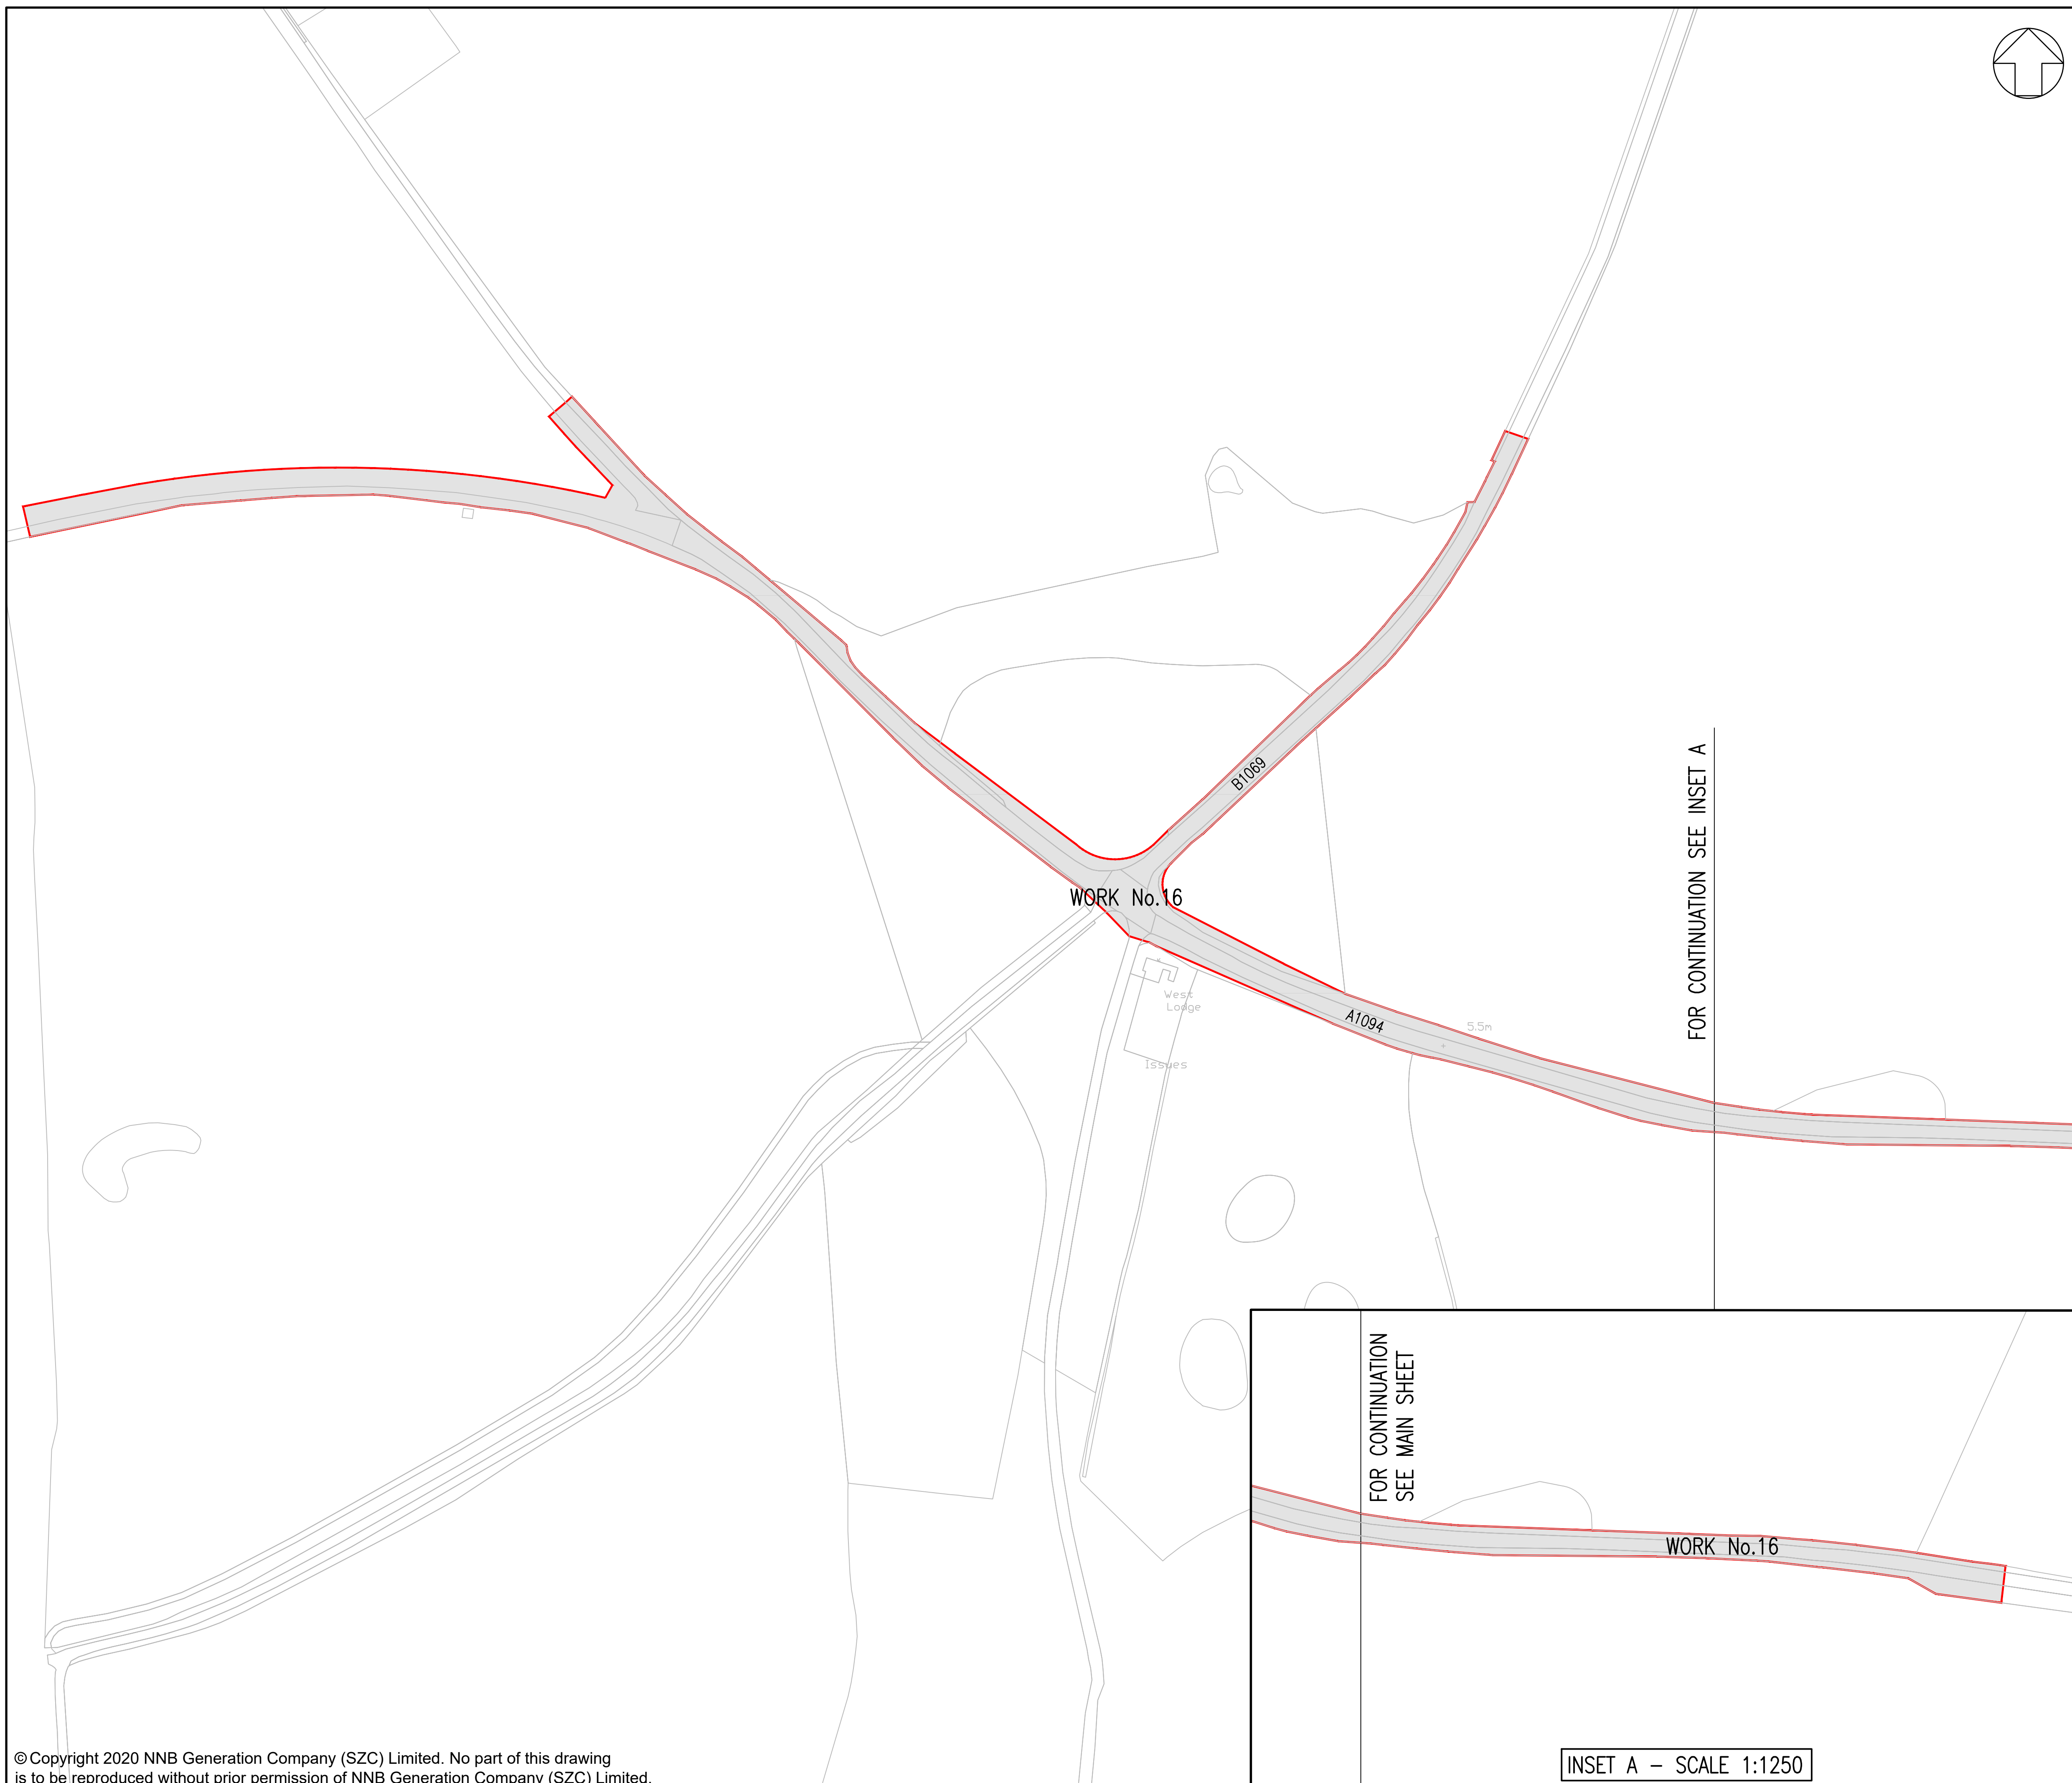 B1069
FOR CONTINUATION SEE INSET A
WORK No.16
West
Lodge
A1094
5.5m
Issues
FOR CONTINUATION
SEE MAIN SHEET
WORK No.16
© Copyright 2020 NNB Generation Company (SZC) Limited. No part of this drawing
is to be reproduced without prior permission of NNB Generation Company (SZC) Limited.
INSET A – SCALE 1:1250